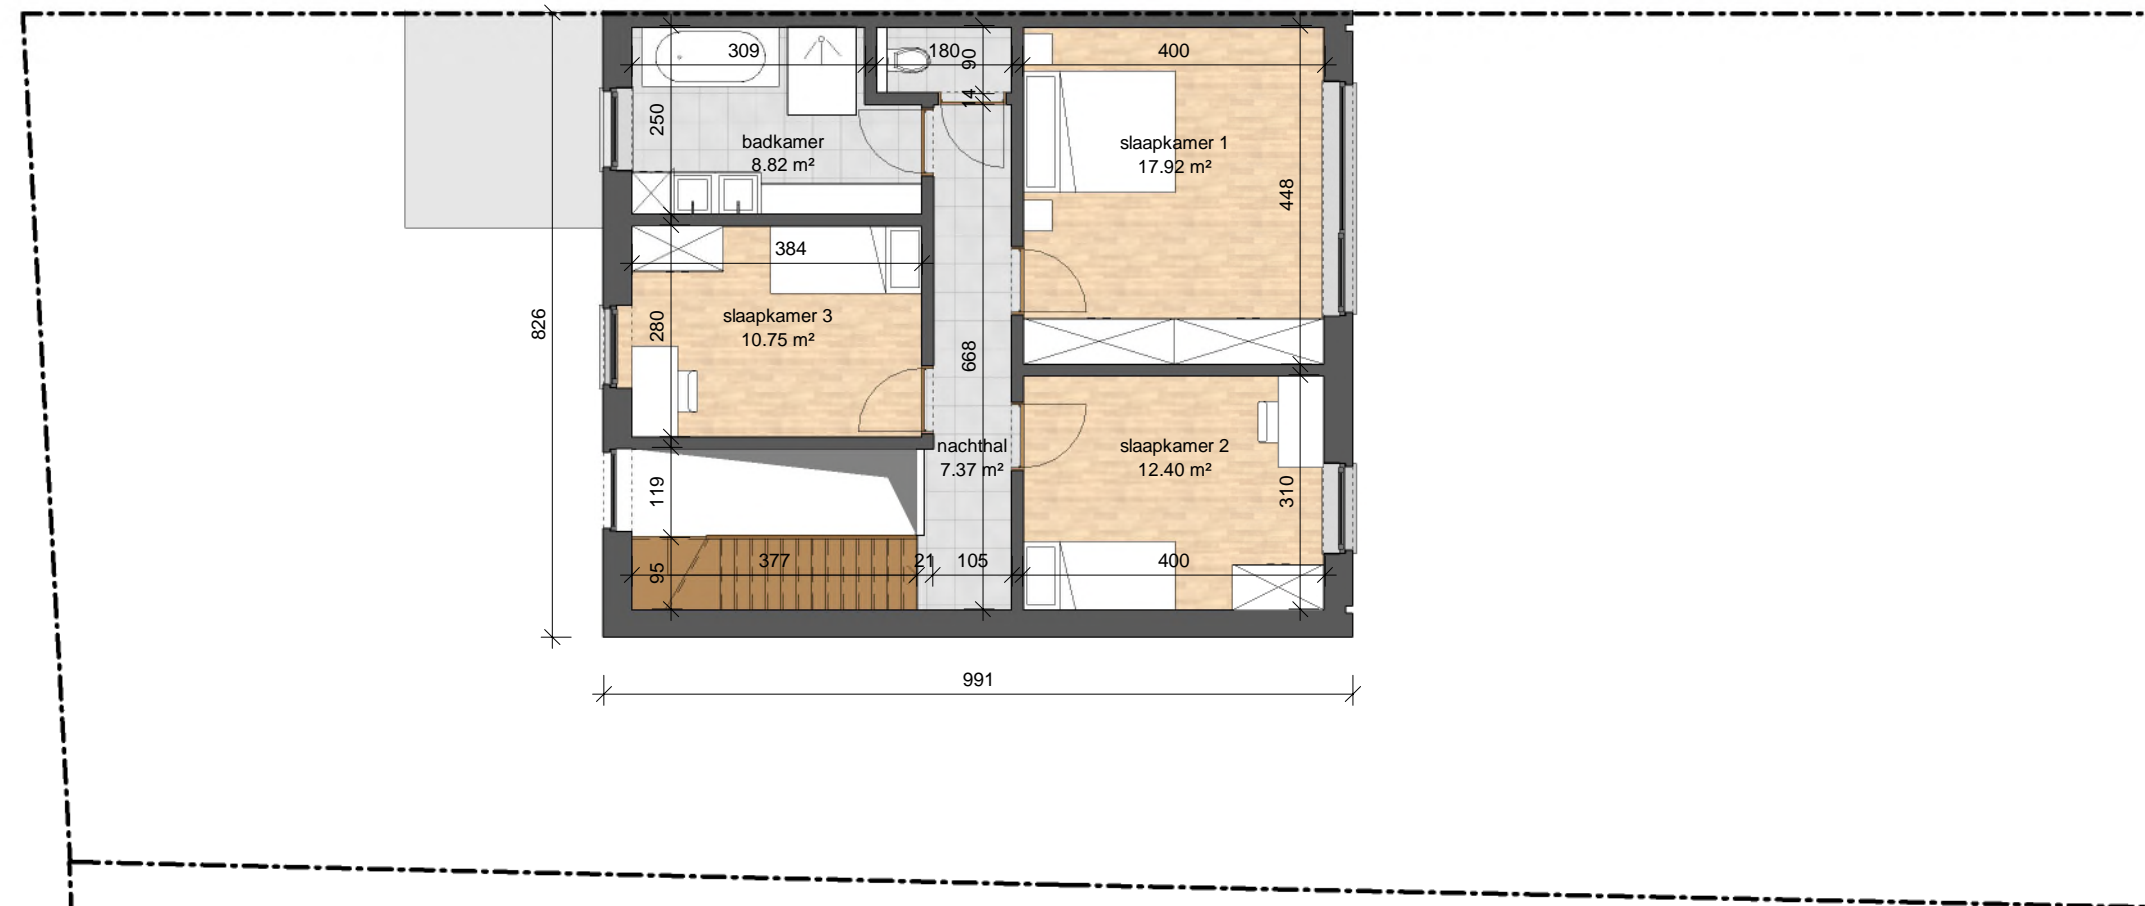 309
180
90
400
14
250
badkamer
8.82 m²
slaapkamer 1
17.92 m²
448
384
826
280
slaapkamer 3
10.75 m²
668
nachthal
7.37 m²
slaapkamer 2
12.40 m²
119
310
95
377
21
105
400
991